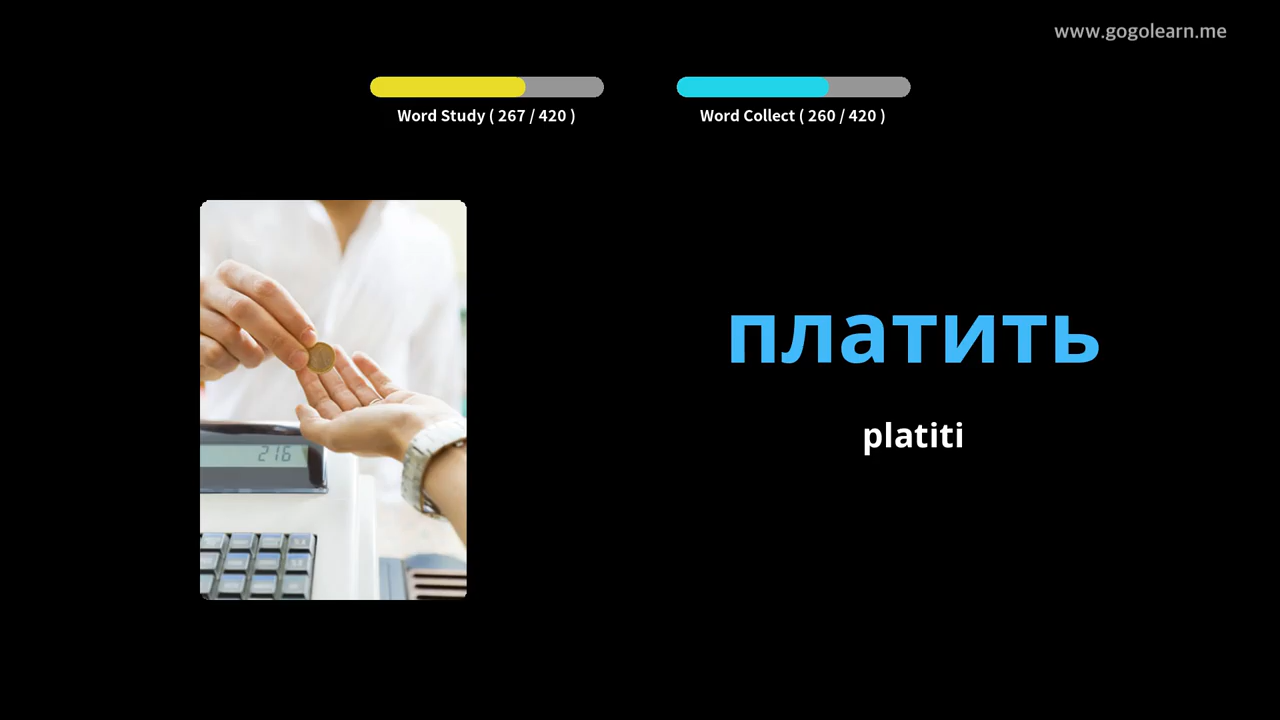 www.gogolearn.me
Word Study ( 267 / 420 )
Word Collect ( 260 / 420 )
платить
platiti
216